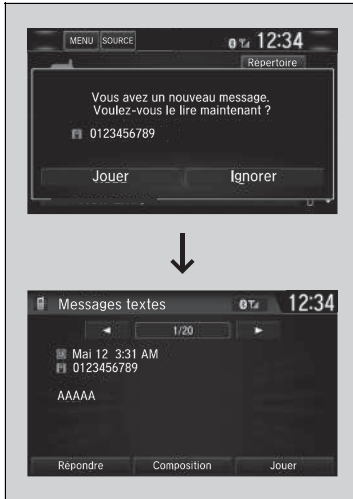 MENU SOURCE 12:34
Repertoire
Vous avez un nouveau message.
Voulez-vous le lire maintenant ?
0123456789
Jouer Ignorer
Messages textes 12:34
1/20
Mai 12 3:31 AM
0123456789
AAAAA
Repondre Composition Jouer